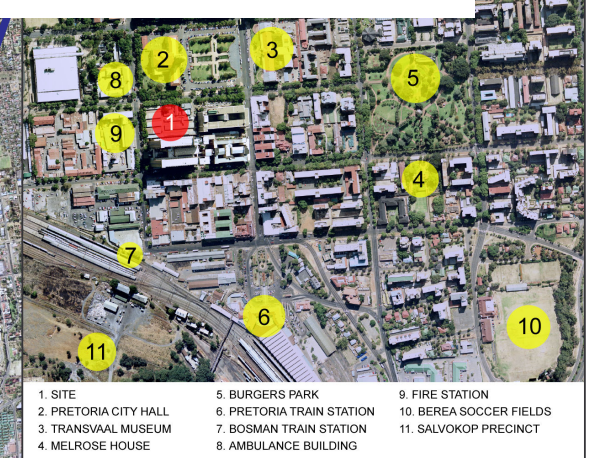 2
3
8
5
1
9
4
7
6
10
11
1. SITE
2. PRETORIA CITY HALL
3. TRANSVAAL MUSEUM
4. MELROSE HOUSE
5. BURGERS PARK
6. PRETORIA TRAIN STATION
7. BOSMAN TRAIN STATION
8. AMBULANCE BUILDING
9. FIRE STATION
10. BEREA SOCCER FIELDS
11. SALVOKOP PRECINCT